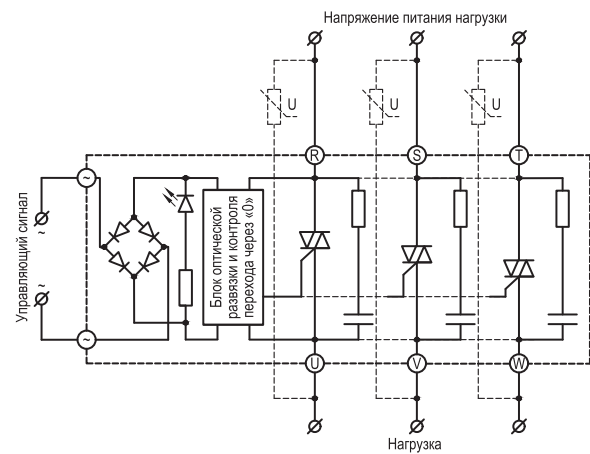 Напряжение питания нагрузки
U
U
U
R
S
T
~
Управляющий сигнал
~
~
Блок оптической
развязки и контроля
перехода через «0»
~
U
V
W
Нагрузка